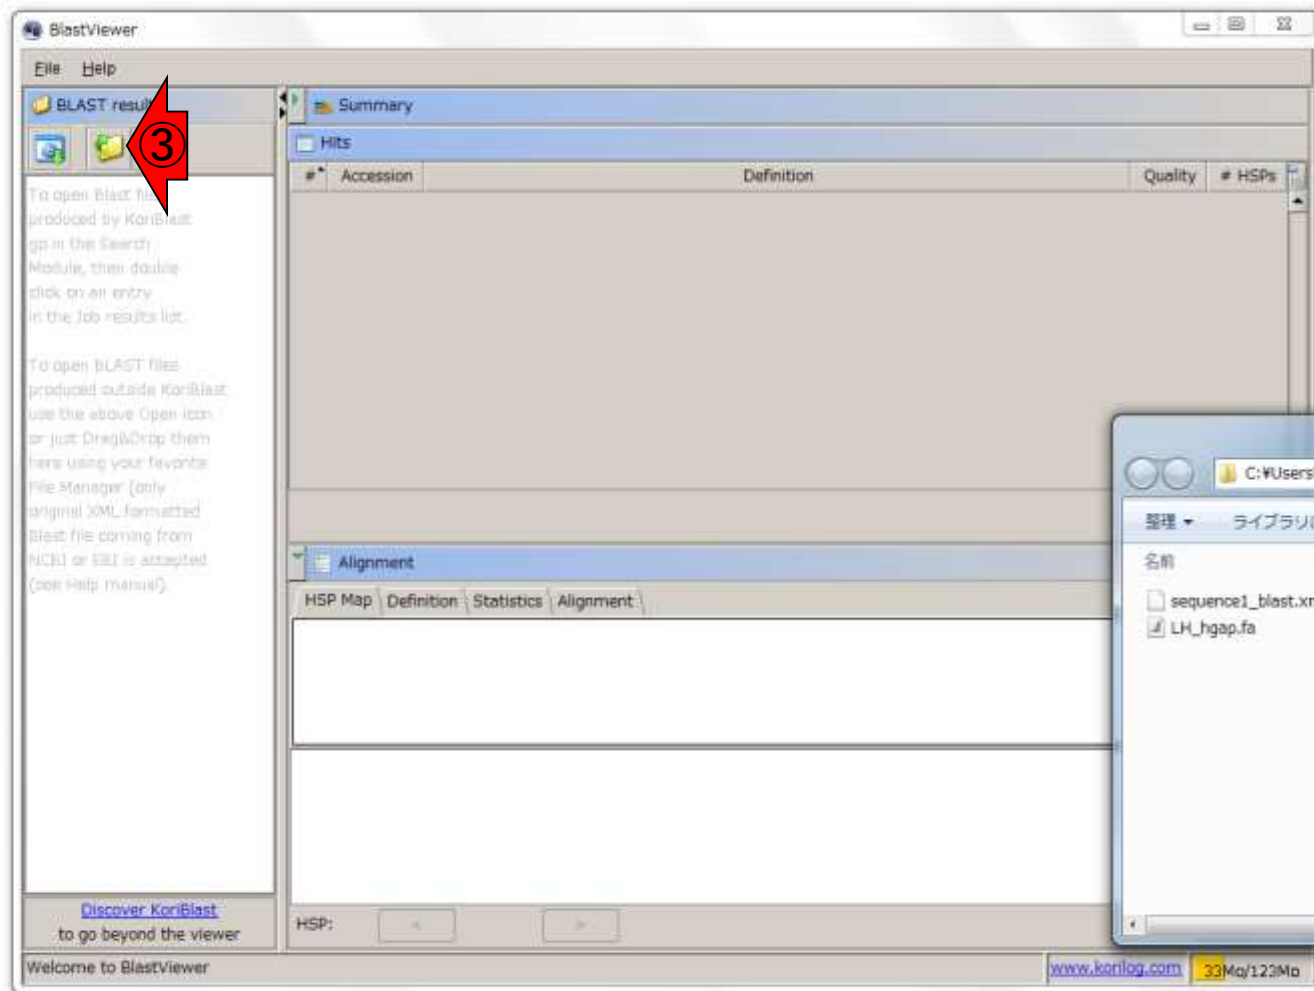 BlastViewer
File Help
BLAST resul
③
Summary
Hits
# Accession Definition Quality # HSPs
To open Blast file
produced by KoriBlast
go in the Search
Module, then double
click on an entry
in the Job results list.
To open BLAST files
produced outside KoriBlast
use the above Open icon
or just Drag&Drop them
here using your favorite
File Manager (only
original XML formatted
Blast file coming from
NCBI or EBI is accepted
(see Help manual).
Alignment
HSP Map Definition Statistics Alignment
HSP: < >
Discover KoriBlast
to go beyond the viewer
Welcome to BlastViewer
www.korilog.com 33Mo/123Mo
C:¥Users
整理 ▼ ライブラリに
名前
sequence1_blast.xm
LH_hgap.fa